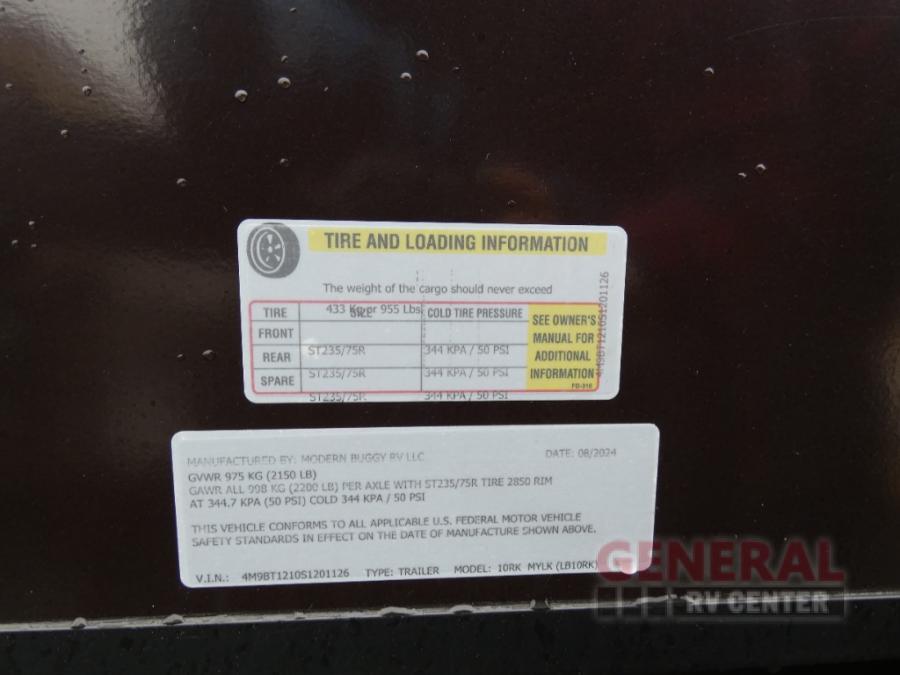 TIRE AND LOADING INFORMATION
The weight of the cargo should never exceed
433 Kg or 955 Lbs
TIRE SIZE COLD TIRE PRESSURE
FRONT
REAR ST235/75R 344 KPA / 50 PSI
SPARE ST235/75R 344 KPA / 50 PSI
ST235/75R 344 KPA / 50 PSI
SEE OWNER'S
MANUAL FOR
ADDITIONAL
INFORMATION
4M9BT1210S1201126
MANUFACTURED BY: MODERN BUGGY RV LLC DATE: 08/2024
GVWR 975 KG (2150 LB)
GAWR ALL 998 KG (2200 LB) PER AXLE WITH ST235/75R TIRE 2850 RIM
AT 344.7 KPA (50 PSI) COLD 344 KPA / 50 PSI
THIS VEHICLE CONFORMS TO ALL APPLICABLE U.S. FEDERAL MOTOR VEHICLE
SAFETY STANDARDS IN EFFECT ON THE DATE OF MANUFACTURE SHOWN ABOVE.
V.I.N.: 4M9BT1210S1201126 TYPE: TRAILER MODEL: 10RK MYLK (LB10RK)
GENERAL
RV CENTER